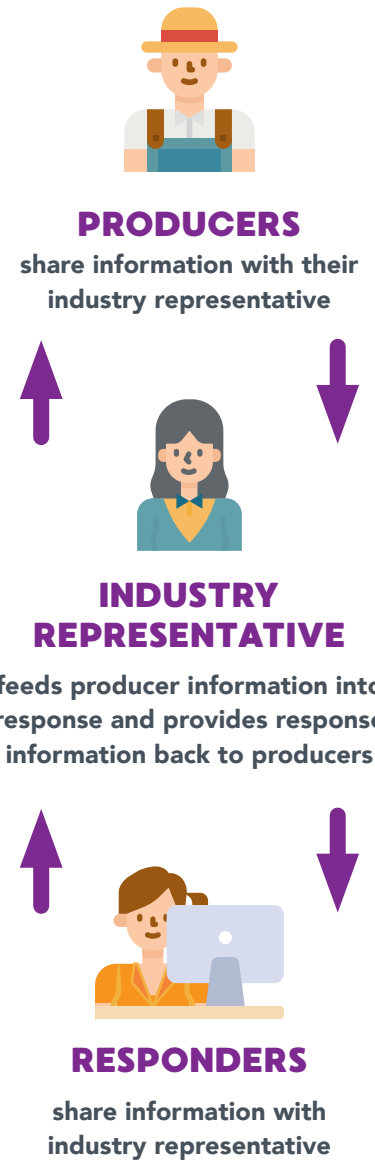 PRODUCERS
share information with their
industry representative
INDUSTRY
REPRESENTATIVE
feeds producer information into
response and provides response
information back to producers
RESPONDERS
share information with
industry representative